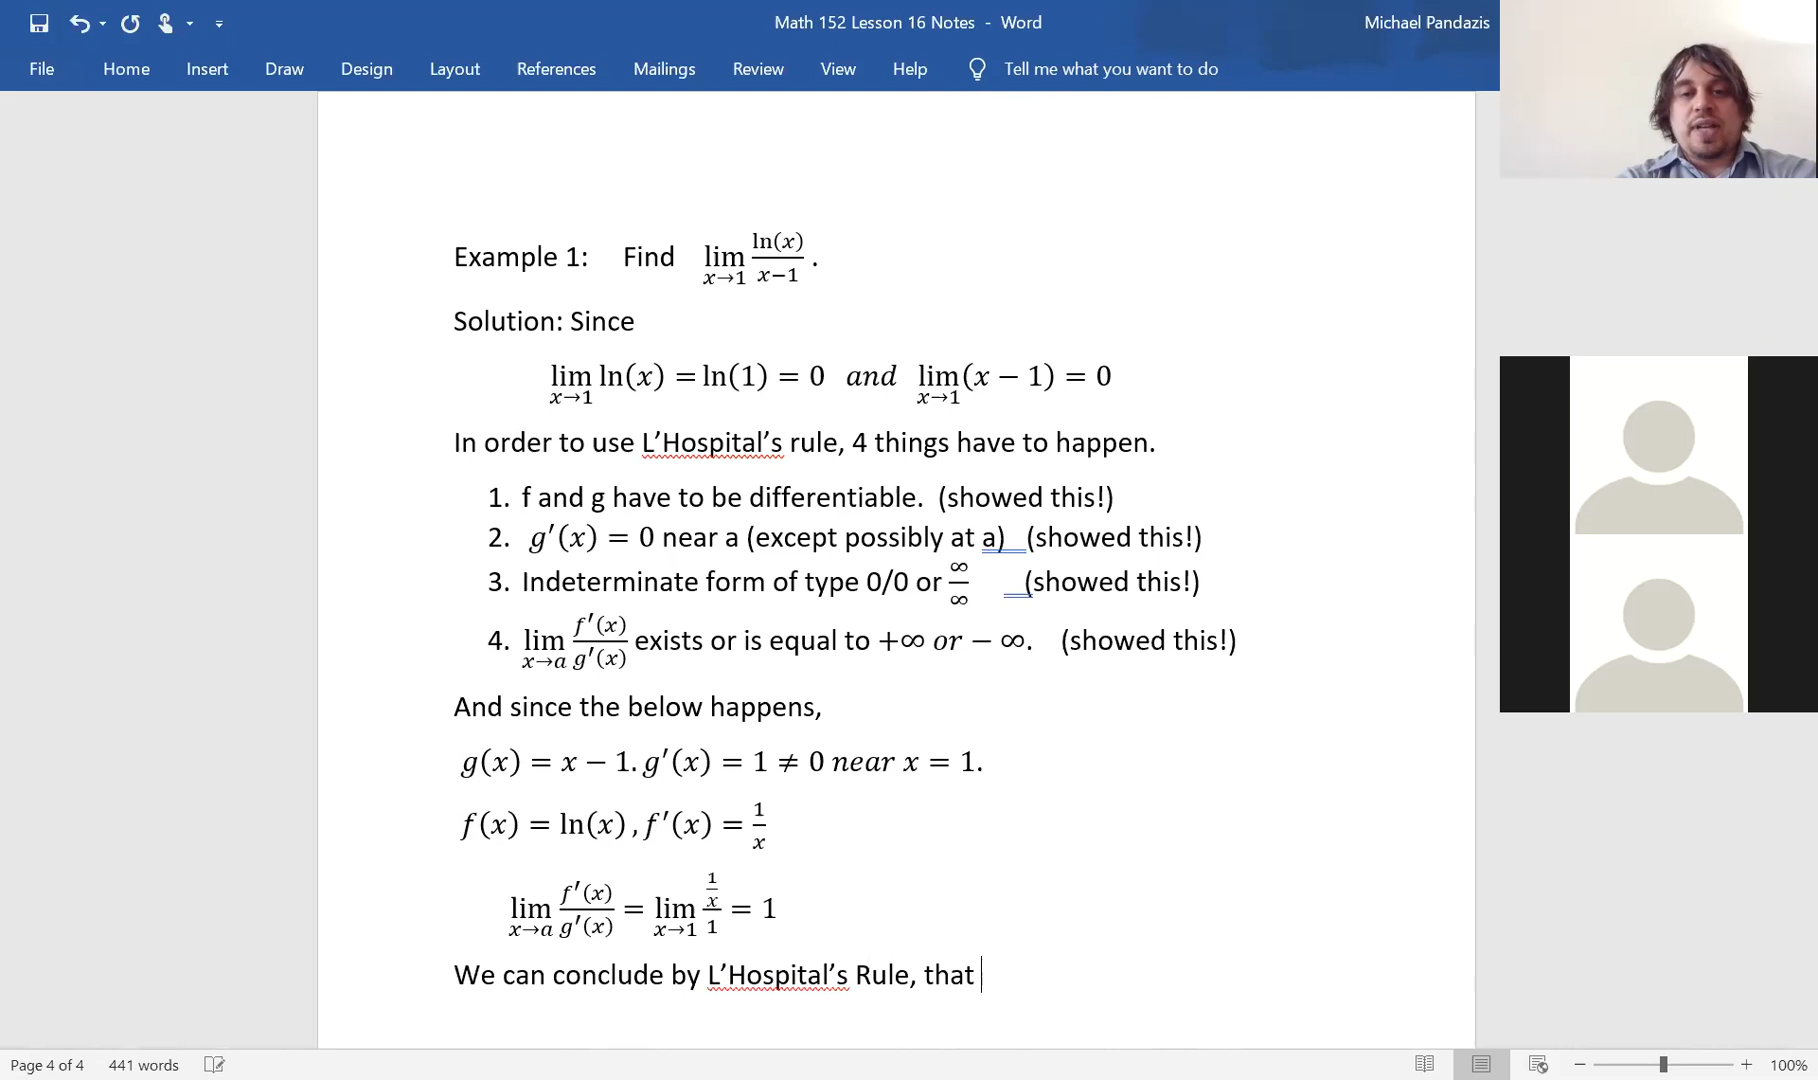 Math 152 Lesson 16 Notes - Word
Michael Pandazis
File Home Insert Draw Design Layout References Mailings Review View Help Tell me what you want to do
Example 1: Find lim x→1 ln(x)/x−1 .
Solution: Since
lim x→1 ln(x) = ln(1) = 0 and lim x→1 (x − 1) = 0
In order to use L’Hospital’s rule, 4 things have to happen.
1. f and g have to be differentiable. (showed this!)
2. g′(x) = 0 near a (except possibly at a) (showed this!)
3. Indeterminate form of type 0/0 or ∞/∞ (showed this!)
4. lim x→a f′(x)/g′(x) exists or is equal to +∞ or − ∞. (showed this!)
And since the below happens,
g(x) = x − 1. g′(x) = 1 ≠ 0 near x = 1.
f(x) = ln(x) , f′(x) = 1/x
lim x→a f′(x)/g′(x) = lim x→1 1/x/1 = 1
We can conclude by L’Hospital’s Rule, that
Page 4 of 4 441 words 100%